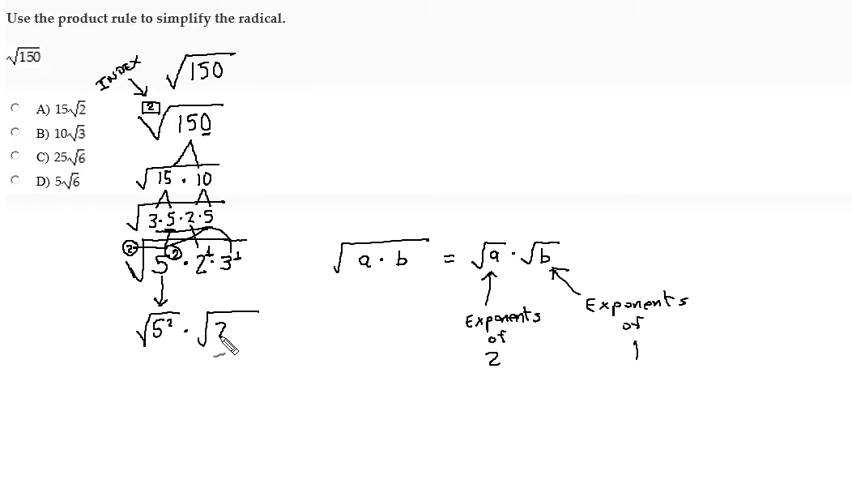 Use the product rule to simplify the radical.
√150
A) 15√2
B) 10√3
C) 25√6
D) 5√6
INDEX
√150
2
√150
√15 · 10
√3 · 5 · 2 · 5
2
√5² · 2¹ · 3¹
√5² · √2
√a · b = √a · √b
Exponents
of
2
Exponents
of
1